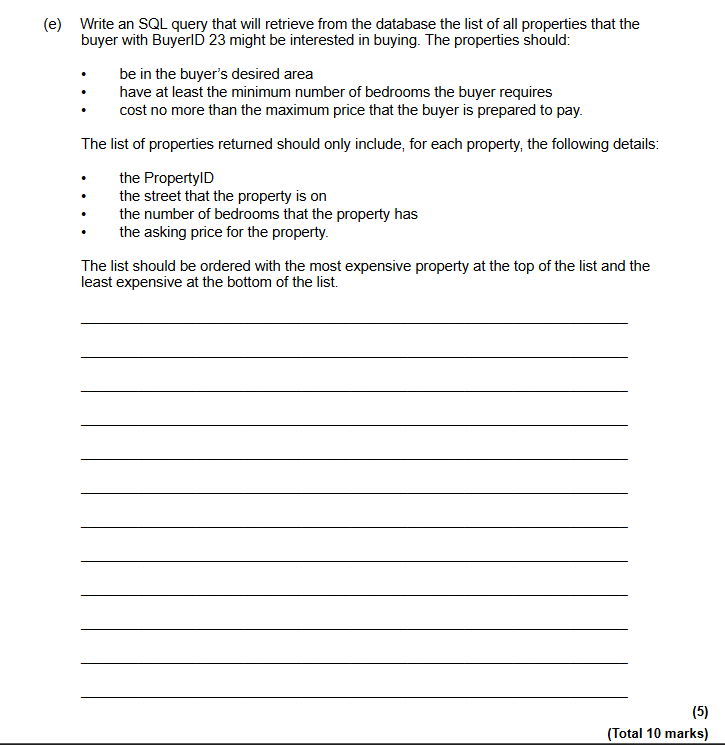 (e) Write an SQL query that will retrieve from the database the list of all properties that the
buyer with BuyerID 23 might be interested in buying. The properties should:
• be in the buyer's desired area
• have at least the minimum number of bedrooms the buyer requires
• cost no more than the maximum price that the buyer is prepared to pay.
The list of properties returned should only include, for each property, the following details:
• the PropertyID
• the street that the property is on
• the number of bedrooms that the property has
• the asking price for the property.
The list should be ordered with the most expensive property at the top of the list and the
least expensive at the bottom of the list.
(5)
(Total 10 marks)